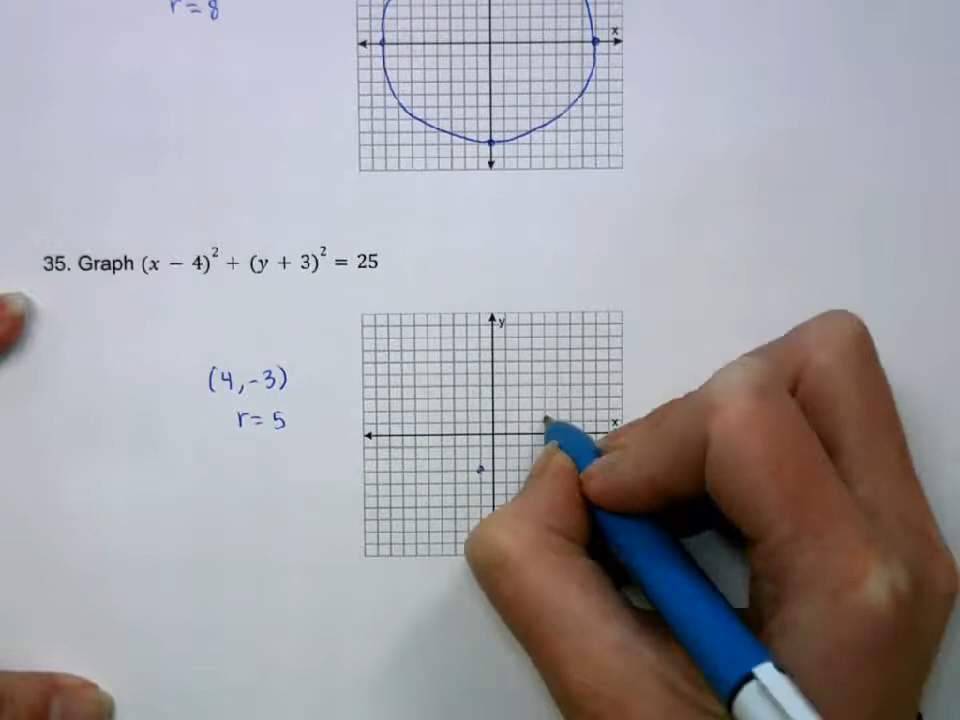 r = 8
x
35. Graph (x − 4)² + (y + 3)² = 25
y
(4, -3)
r = 5
x